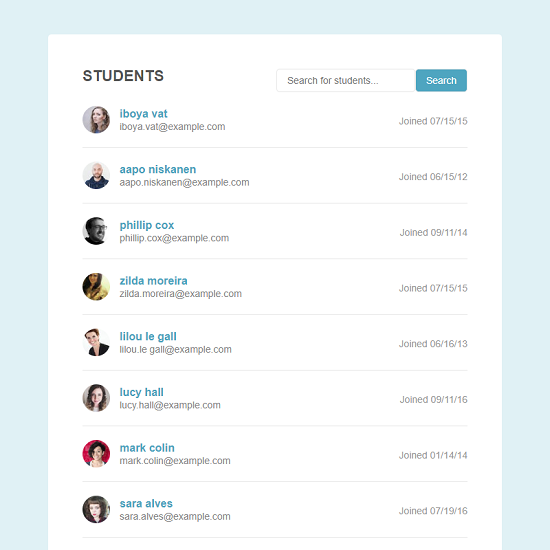 STUDENTS
Search for students...
Search
iboya vat
iboya.vat@example.com
Joined 07/15/15
aapo niskanen
aapo.niskanen@example.com
Joined 06/15/12
phillip cox
phillip.cox@example.com
Joined 09/11/14
zilda moreira
zilda.moreira@example.com
Joined 07/15/15
lilou le gall
lilou.le gall@example.com
Joined 06/16/13
lucy hall
lucy.hall@example.com
Joined 09/11/16
mark colin
mark.colin@example.com
Joined 01/14/14
sara alves
sara.alves@example.com
Joined 07/19/16